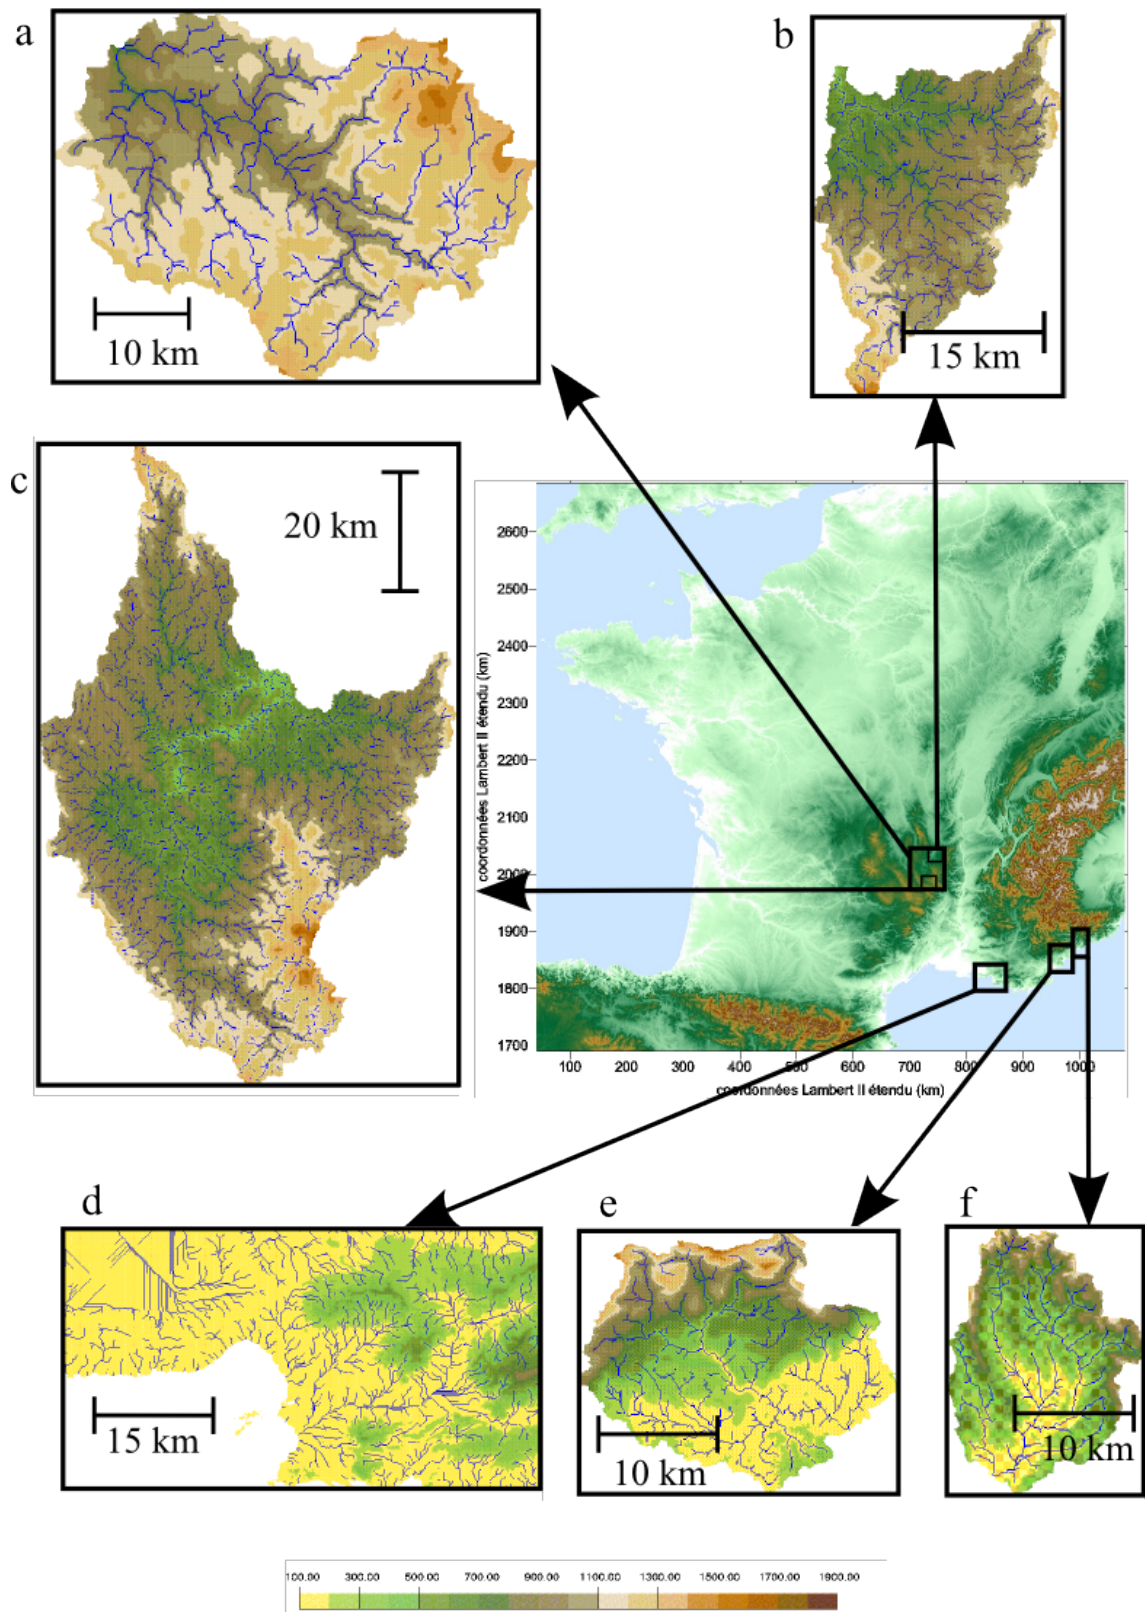 a
b
10 km
15 km
c
20 km
2600
2500
2400
2300
2200
2100
2000
1900
1800
1700
coordonnées Lambert II étendu (km)
100 200 300 400 500 600 700 800 900 1000
coordonnées Lambert II étendu (km)
d
e
f
15 km
10 km
10 km
100.00 300.00 500.00 700.00 900.00 1100.00 1300.00 1500.00 1700.00 1900.00